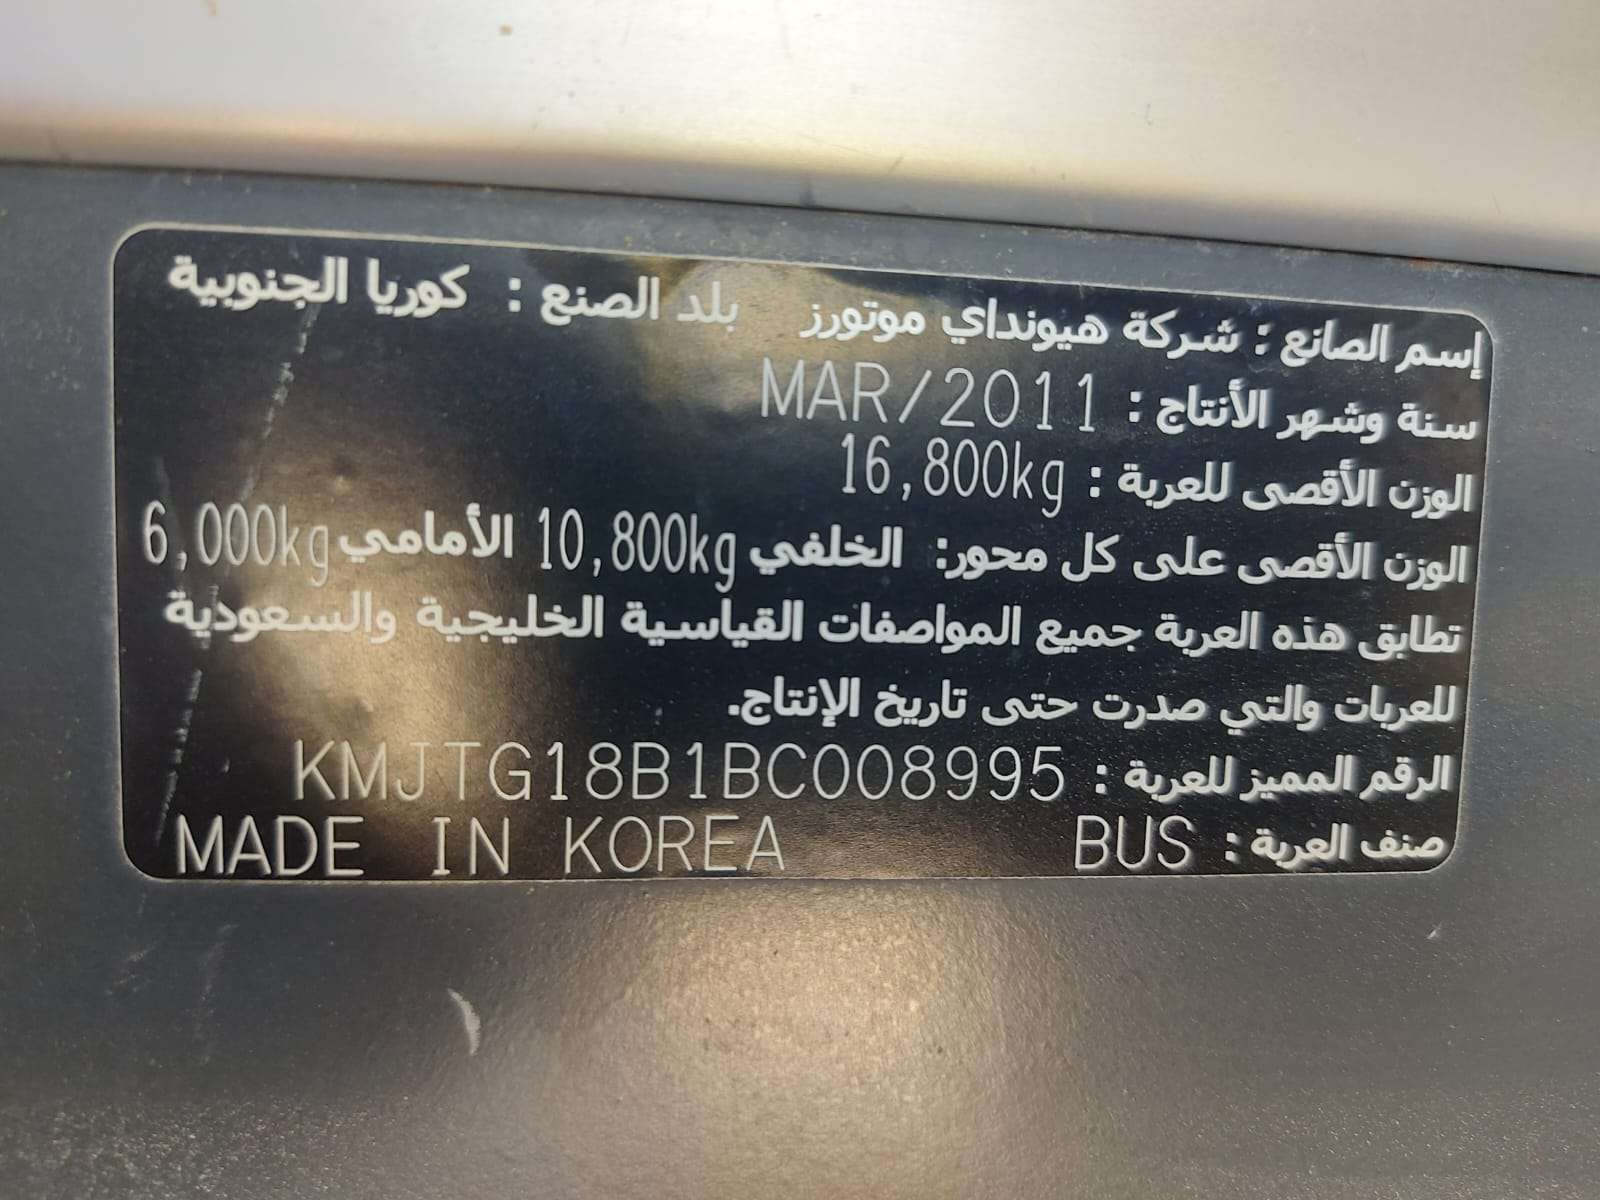 إسم الصانع : شركة هيونداي موتورز بلد الصنع : كوريا الجنوبية
سنة وشهر الأنتاج : MAR/2011
الوزن الأقصى للعربة : 16,800kg
الوزن الأقصى على كل محور: الخلفي 10,800kg الأمامي 6,000kg
تطابق هذه العربة جميع المواصفات القياسية الخليجية والسعودية
للعربات والتي صدرت حتى تاريخ الإنتاج.
الرقم المميز للعربة : KMJTG18B1BC008995
صنف العربة : BUS MADE IN KOREA